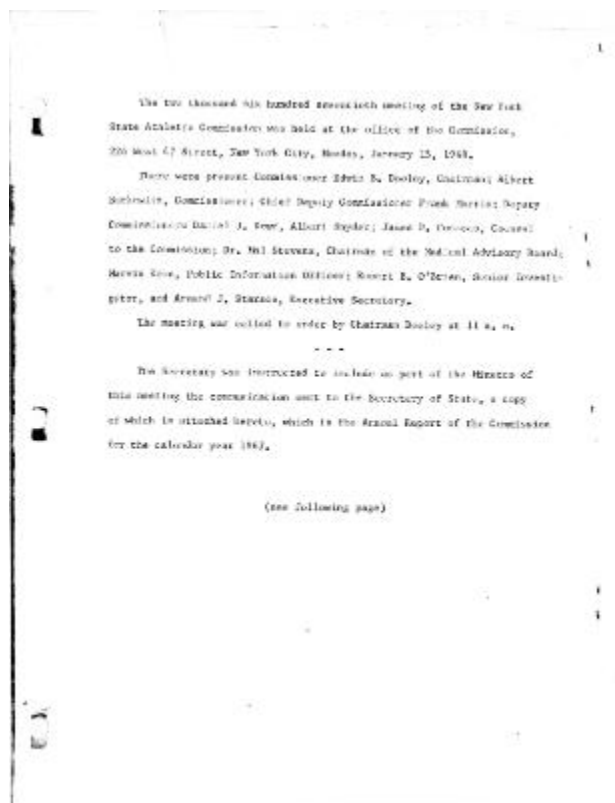 1
The two thousand six hundred seventieth meeting of the New York
State Athletic Commission was held at the office of the Commission,
226 West 47 Street, New York City, Monday, January 15, 1968.
There were present Commissioner Edwin B. Dooley, Chairman; Albert
Berkowitz, Commissioner; Chief Deputy Commissioner Frank Morris; Deputy
Commissioners Daniel J. Albert Snyder; James D. Counsel
to the Commission; Dr. Mal Stevens, Chairman of the Medical Advisory Board;
Marvin Public Information Officer; Robert B. O'Brien, Senior Investi-
gator, and Armand J. Executive Secretary.
The meeting was called to order by Chairman Dooley at 11 a. m.
- - -
The Secretary was instructed to include as part of the Minutes of
this meeting the communication sent to the Secretary of State, a copy
of which is attached hereto, which is the Annual Report of the Commission
for the calendar year 1967.
(see following page)